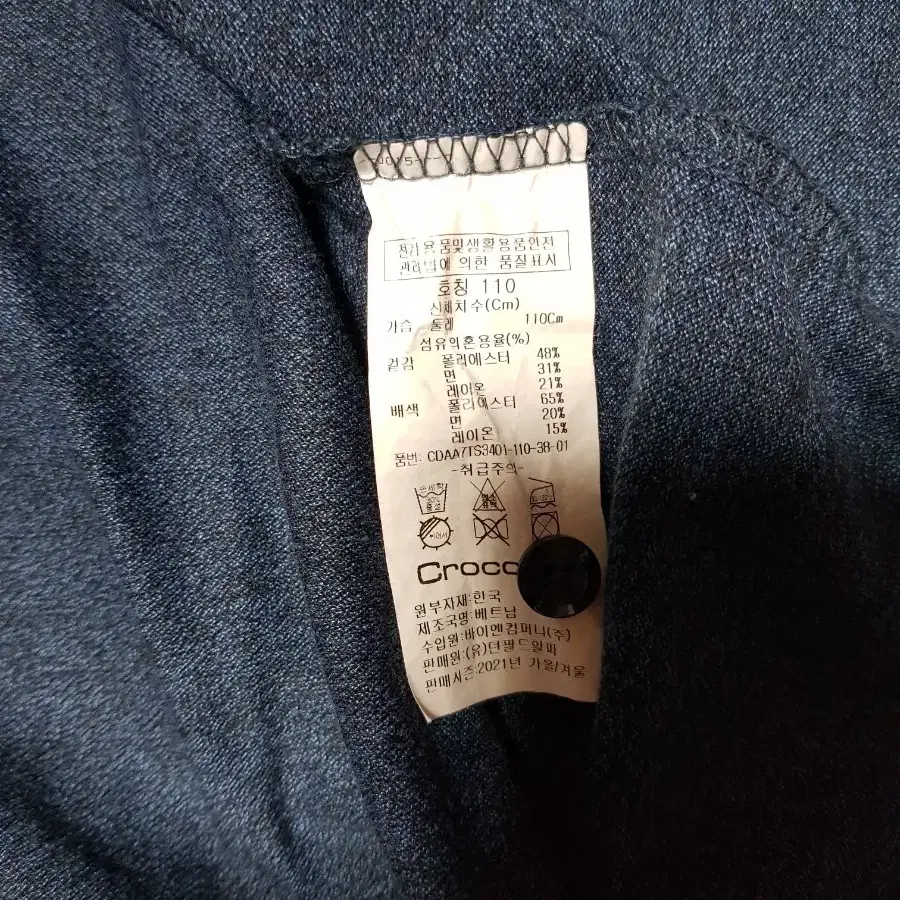 전기용품및생활용품안전
관리법에 의한 품질표시
호칭 110
신체치수(Cm)
가슴 둘레 110Cm
섬유의혼용율(%)
겉감 폴리에스터 48%
면 31%
레이온 21%
배색 폴리에스터 65%
면 20%
레이온 15%
품번: CDAA7TS3401-110-38-01
-취급주의-
Croco
원부자재:한국
제조국명:베트남
수입원:바이엔컴퍼니(주)
판매원:(유)던필드알파
판매시즌:2021년 가을/겨울